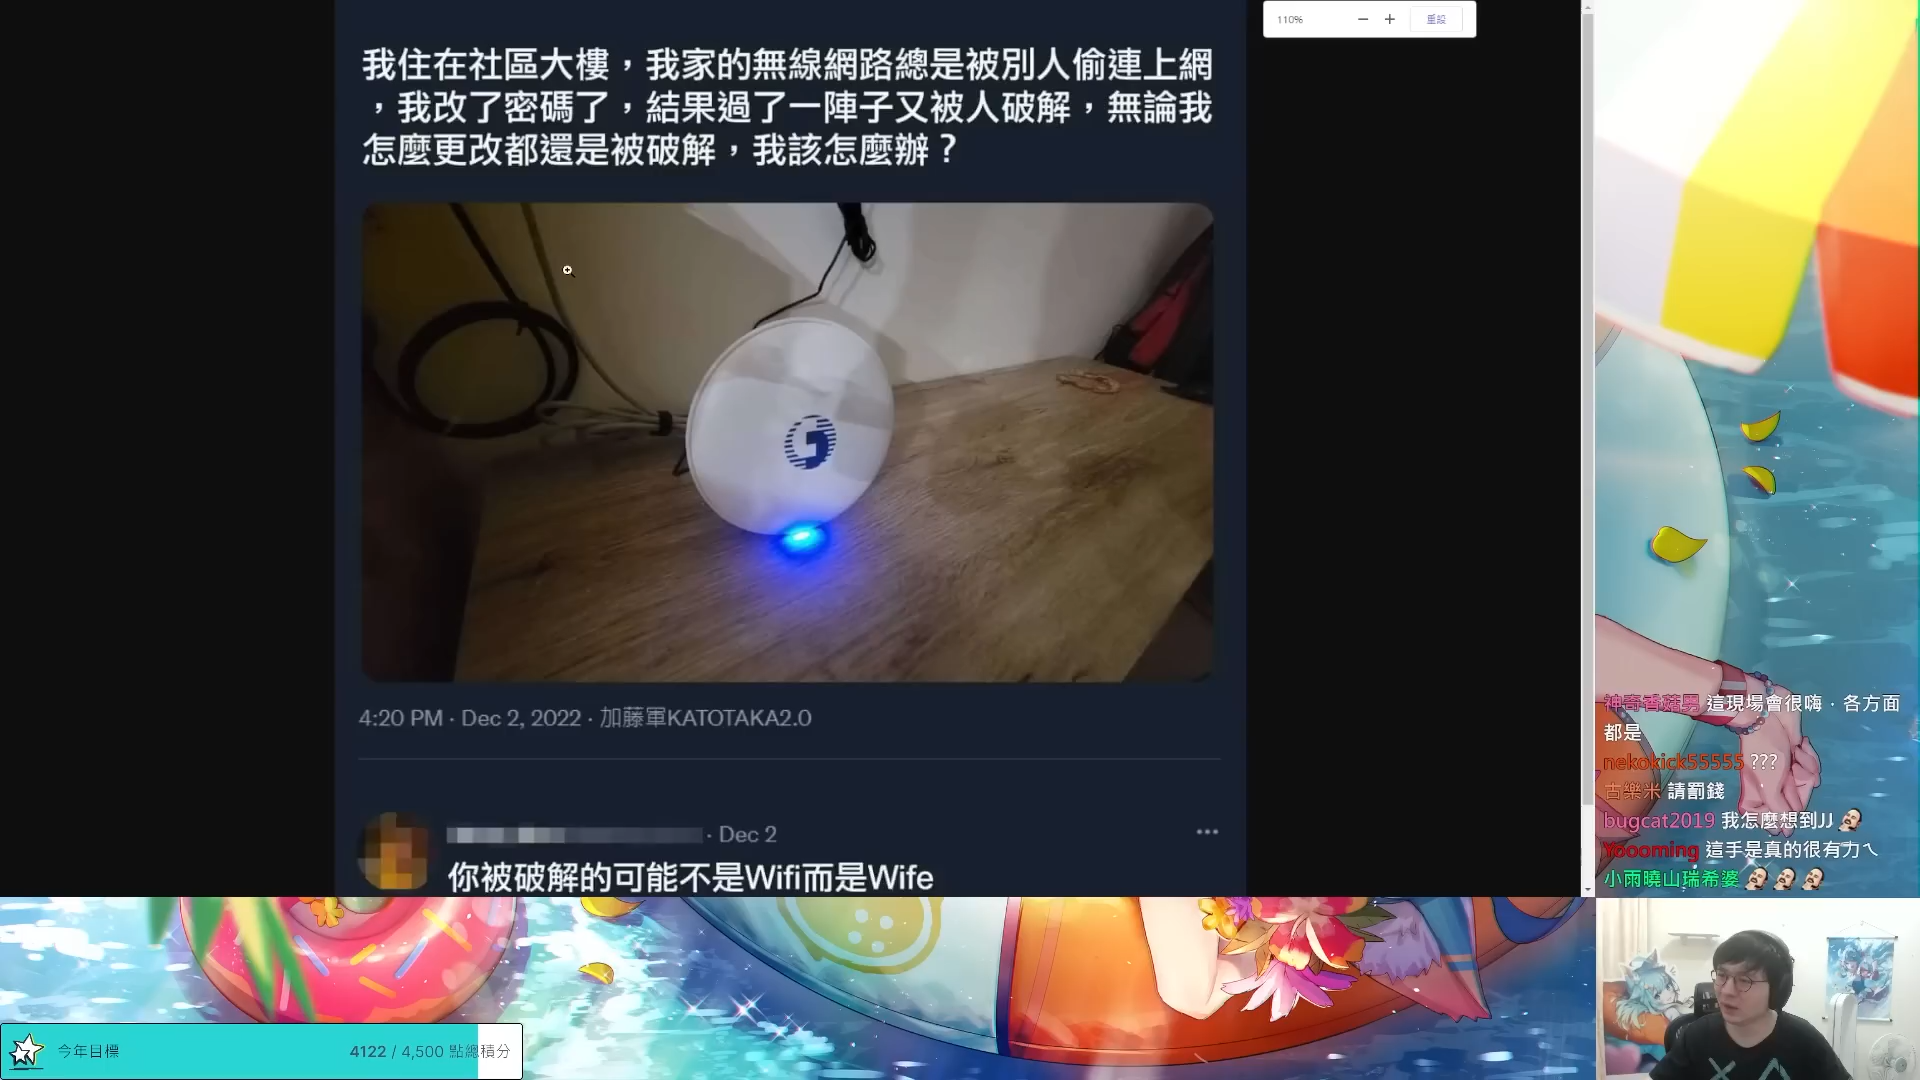 110%
重設
我住在社區大樓，我家的無線網路總是被別人偷連上網
，我改了密碼了，結果過了一陣子又被人破解，無論我
怎麼更改都還是被破解，我該怎麼辦？
4:20 PM · Dec 2, 2022 · 加藤軍KATOTAKA2.0
· Dec 2
你被破解的可能不是Wifi而是Wife
神奇香菇男 這現場會很嗨．各方面
都是
nekokick55555 ???
古樂米 請罰錢
bugcat2019 我怎麼想到JJ
Yoooming 這手是真的很有力ㄟ
小雨曉山瑞希婆
今年目標
4122 / 4,500 點總積分